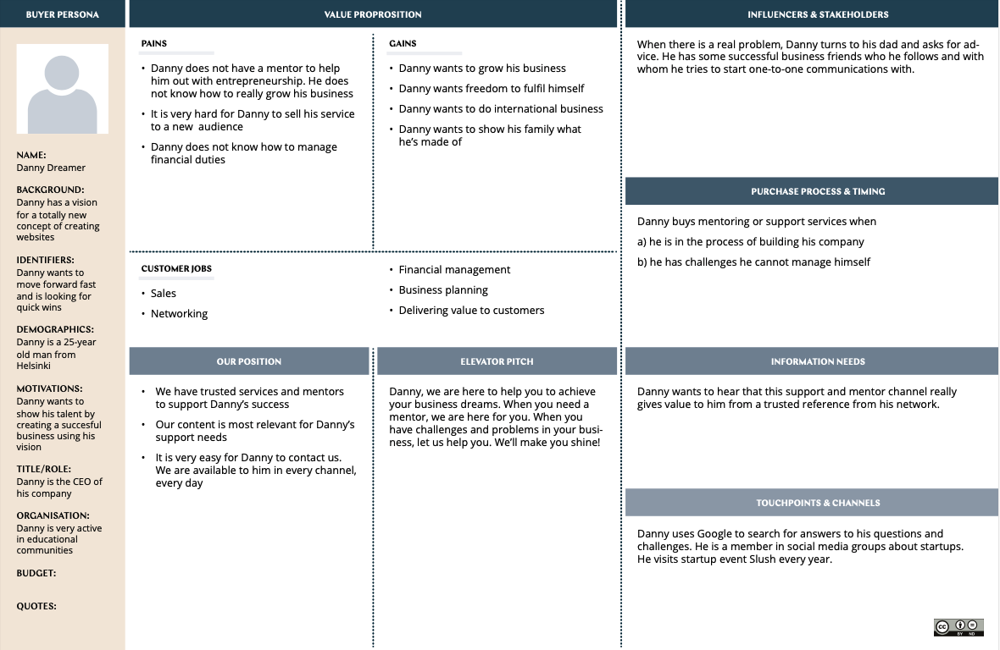 BUYER PERSONA
NAME:
Danny Dreamer
BACKGROUND:
Danny has a vision
for a totally new
concept of creating
websites
IDENTIFIERS:
Danny wants to
move forward fast
and is looking for
quick wins
DEMOGRAPHICS:
Danny is a 25-year
old man from
Helsinki
MOTIVATIONS:
Danny wants to
show his talent by
creating a succesful
business using his
vision
TITLE/ROLE:
Danny is the CEO of
his company
ORGANISATION:
Danny is very active
in educational
communities
BUDGET:
QUOTES:
VALUE PROPROSITION
PAINS
• Danny does not have a mentor to help
him out with entrepreneurship. He does
not know how to really grow his business
• It is very hard for Danny to sell his service
to a new audience
• Danny does not know how to manage
financial duties
GAINS
• Danny wants to grow his business
• Danny wants freedom to fulfil himself
• Danny wants to do international business
• Danny wants to show his family what
he's made of
CUSTOMER JOBS
• Sales
• Networking
• Financial management
• Business planning
• Delivering value to customers
OUR POSITION
• We have trusted services and mentors
to support Danny's success
• Our content is most relevant for Danny's
support needs
• It is very easy for Danny to contact us.
We are available to him in every channel,
every day
ELEVATOR PITCH
Danny, we are here to help you to achieve
your business dreams. When you need a
mentor, we are here for you. When you
have challenges and problems in your busi-
ness, let us help you. We'll make you shine!
INFLUENCERS & STAKEHOLDERS
When there is a real problem, Danny turns to his dad and asks for ad-
vice. He has some successful business friends who he follows and with
whom he tries to start one-to-one communications with.
PURCHASE PROCESS & TIMING
Danny buys mentoring or support services when
a) he is in the process of building his company
b) he has challenges he cannot manage himself
INFORMATION NEEDS
Danny wants to hear that this support and mentor channel really
gives value to him from a trusted reference from his network.
TOUCHPOINTS & CHANNELS
Danny uses Google to search for answers to his questions and
challenges. He is a member in social media groups about startups.
He visits startup event Slush every year.
cc
BY ND